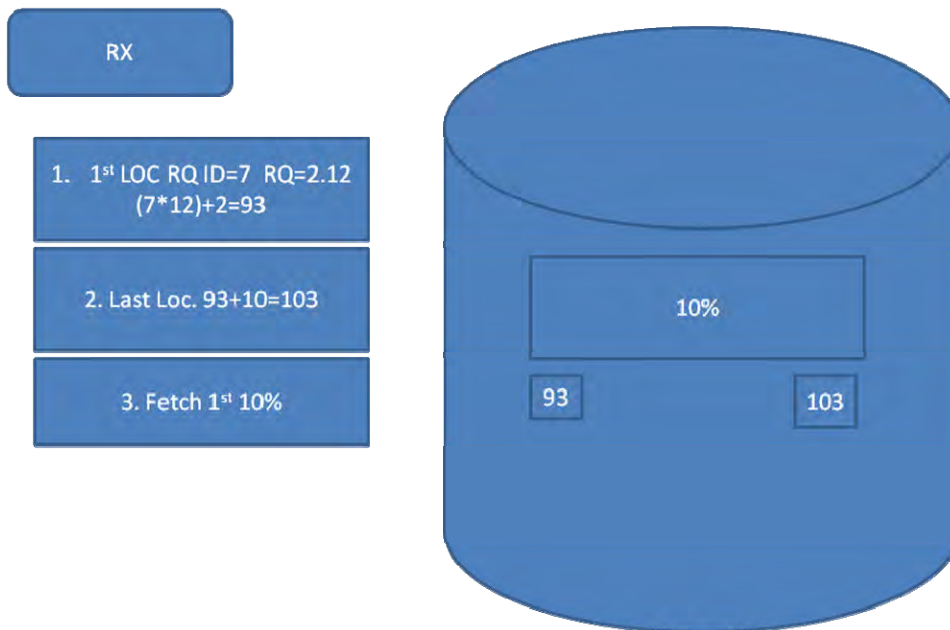 RX
1. 1st LOC RQ ID=7 RQ=2.12
(7*12)+2=93
2. Last Loc. 93+10=103
3. Fetch 1st 10%
10%
93
103